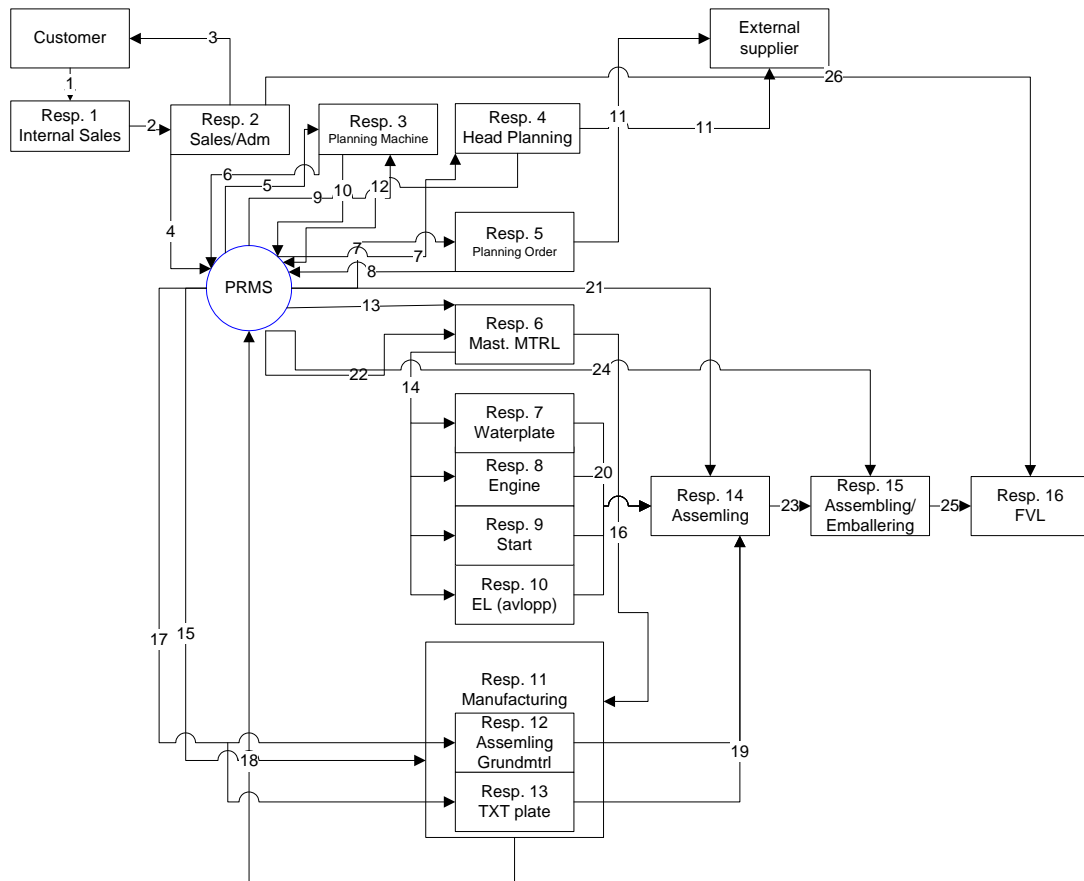 Customer
3
External
supplier
1
26
Resp. 1
Internal Sales
2
Resp. 2
Sales/Adm
Resp. 3
Planning Machine
Resp. 4
Head Planning
11
11
6
5
9
10
12
4
7
7
8
Resp. 5
Planning Order
PRMS
21
13
Resp. 6
Mast. MTRL
22
24
14
Resp. 7
Waterplate
Resp. 8
Engine
20
Resp. 9
Start
16
Resp. 10
EL (avlopp)
Resp. 14
Assemling
23
Resp. 15
Assembling/
Emballering
25
Resp. 16
FVL
17
15
Resp. 11
Manufacturing
Resp. 12
Assemling
Grundmtrl
19
18
Resp. 13
TXT plate